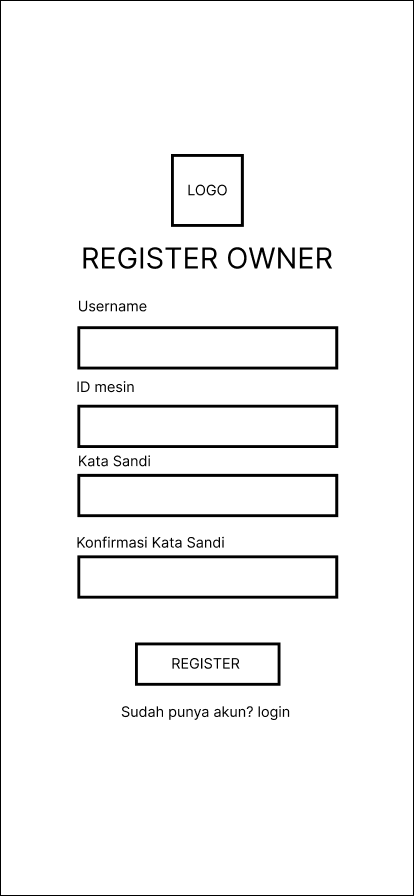 LOGO
REGISTER OWNER
Username
ID mesin
Kata Sandi
Konfirmasi Kata Sandi
REGISTER
Sudah punya akun? login